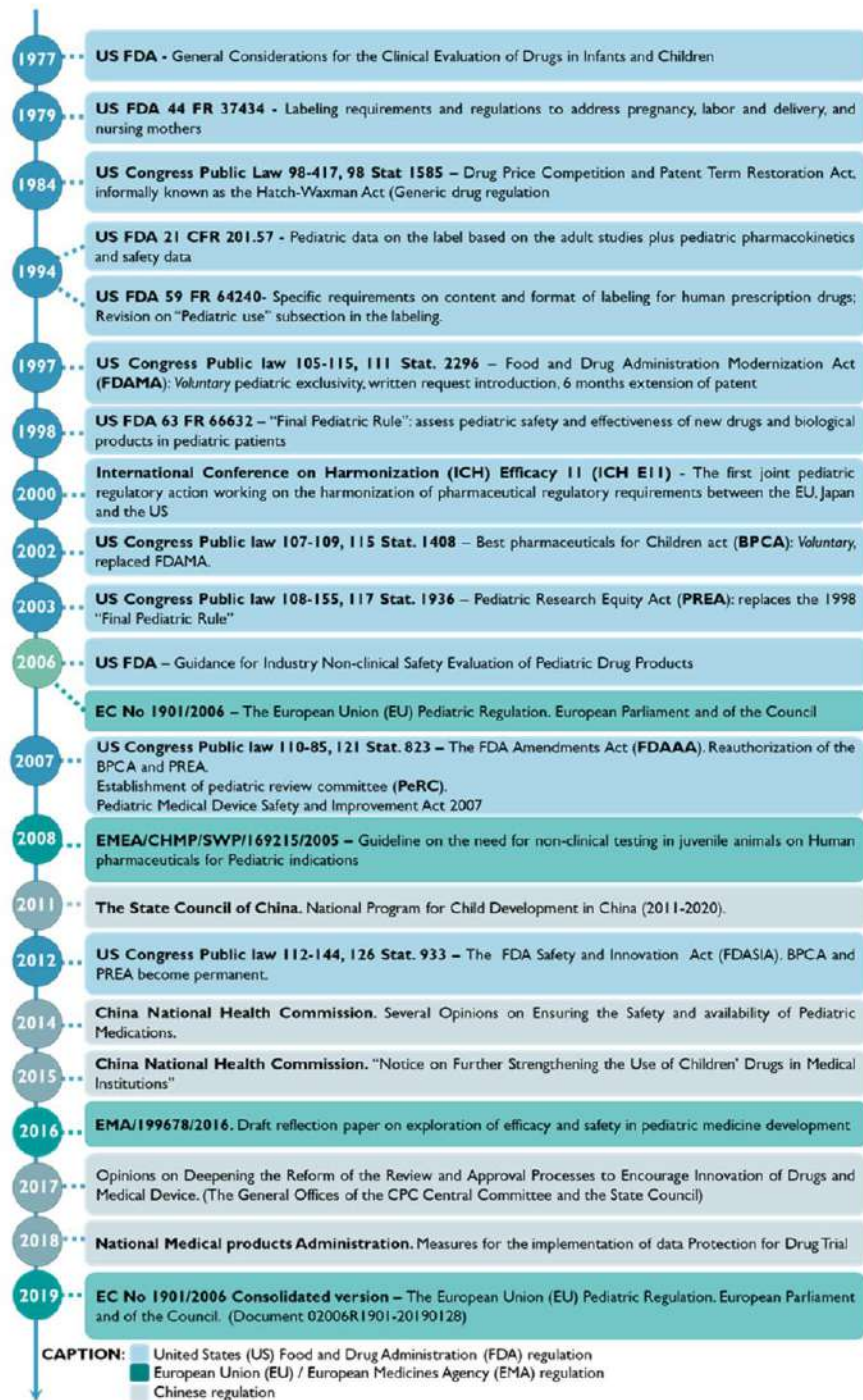 1977
US FDA - General Considerations for the Clinical Evaluation of Drugs in Infants and Children
1979
US FDA 44 FR 37434 - Labeling requirements and regulations to address pregnancy, labor and delivery, and
nursing mothers
1984
US Congress Public Law 98-417, 98 Stat 1585 – Drug Price Competition and Patent Term Restoration Act,
informally known as the Hatch-Waxman Act (Generic drug regulation
1994
US FDA 21 CFR 201.57 - Pediatric data on the label based on the adult studies plus pediatric pharmacokinetics
and safety data
US FDA 59 FR 64240- Specific requirements on content and format of labeling for human prescription drugs;
Revision on "Pediatric use" subsection in the labeling.
1997
US Congress Public law 105-115, 111 Stat. 2296 – Food and Drug Administration Modernization Act
(FDAMA): Voluntary pediatric exclusivity, written request introduction, 6 months extension of patent
1998
US FDA 63 FR 66632 – "Final Pediatric Rule": assess pediatric safety and effectiveness of new drugs and biological
products in pediatric patients
2000
International Conference on Harmonization (ICH) Efficacy 11 (ICH E11) - The first joint pediatric
regulatory action working on the harmonization of pharmaceutical regulatory requirements between the EU, Japan
and the US
2002
US Congress Public law 107-109, 115 Stat. 1408 – Best pharmaceuticals for Children act (BPCA): Voluntary,
replaced FDAMA.
2003
US Congress Public law 108-155, 117 Stat. 1936 – Pediatric Research Equity Act (PREA): replaces the 1998
"Final Pediatric Rule"
2006
US FDA – Guidance for Industry Non-clinical Safety Evaluation of Pediatric Drug Products
EC No 1901/2006 – The European Union (EU) Pediatric Regulation. European Parliament and of the Council
2007
US Congress Public law 110-85, 121 Stat. 823 – The FDA Amendments Act (FDAAA). Reauthorization of the
BPCA and PREA.
Establishment of pediatric review committee (PeRC).
Pediatric Medical Device Safety and Improvement Act 2007
2008
EMEA/CHMP/SWP/169215/2005 – Guideline on the need for non-clinical testing in juvenile animals on Human
pharmaceuticals for Pediatric indications
2011
The State Council of China. National Program for Child Development in China (2011-2020).
2012
US Congress Public law 112-144, 126 Stat. 933 – The FDA Safety and Innovation Act (FDASIA). BPCA and
PREA become permanent.
2014
China National Health Commission. Several Opinions on Ensuring the Safety and availability of Pediatric
Medications.
2015
China National Health Commission. "Notice on Further Strengthening the Use of Children' Drugs in Medical
Institutions"
2016
EMA/199678/2016. Draft reflection paper on exploration of efficacy and safety in pediatric medicine development
2017
Opinions on Deepening the Reform of the Review and Approval Processes to Encourage Innovation of Drugs and
Medical Device. (The General Offices of the CPC Central Committee and the State Council)
2018
National Medical products Administration. Measures for the implementation of data Protection for Drug Trial
2019
EC No 1901/2006 Consolidated version – The European Union (EU) Pediatric Regulation. European Parliament
and of the Council. (Document 02006R1901-20190128)
CAPTION: United States (US) Food and Drug Administration (FDA) regulation
European Union (EU) / European Medicines Agency (EMA) regulation
Chinese regulation